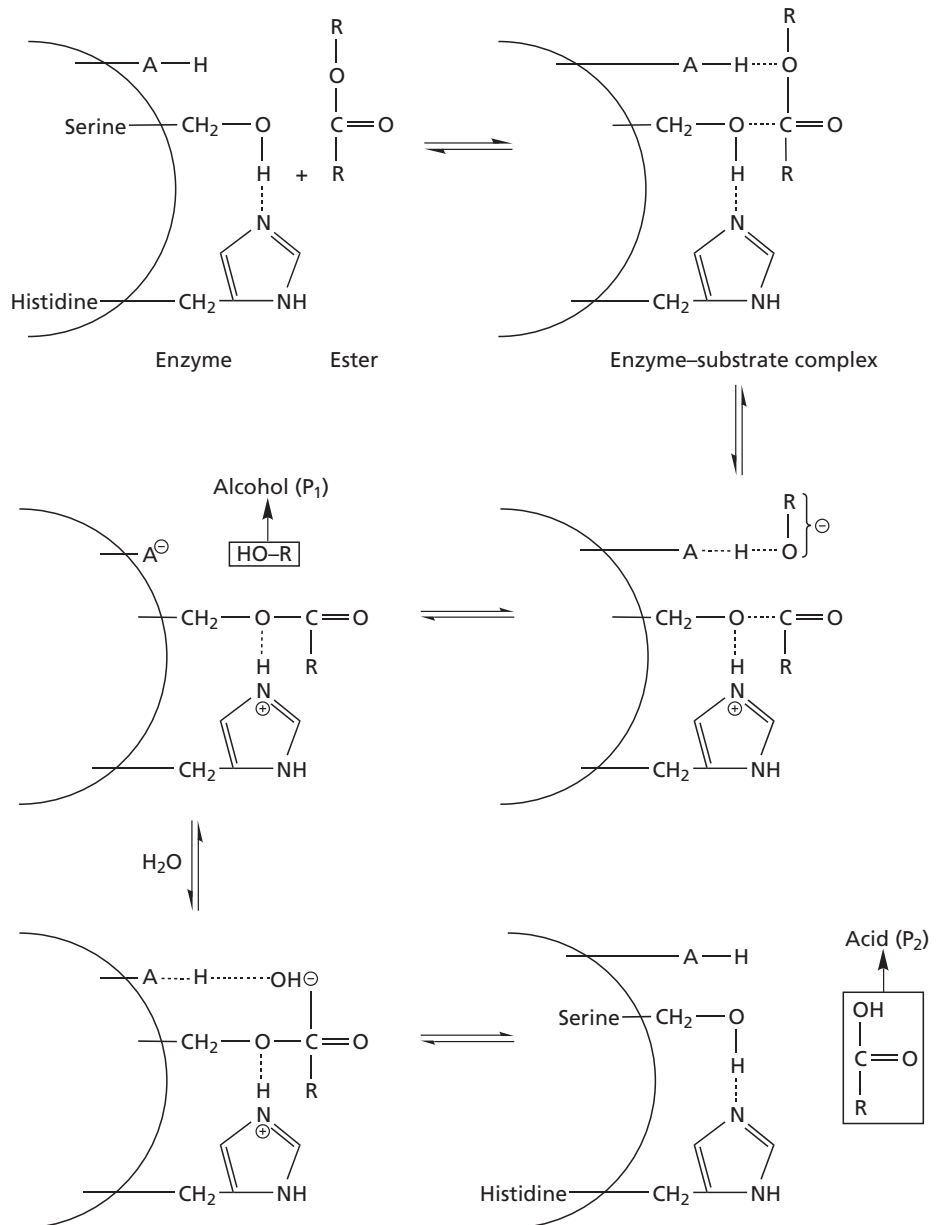 R
A H O
Serine CH₂ O C O
H + R
N
Histidine CH₂ NH
Enzyme Ester
R
A H O
CH₂ O C O
H R
N
CH₂ NH
Enzyme–substrate complex
Alcohol (P₁)
HO–R
A⊖
CH₂ O C O
H R
N
⊕
CH₂ NH
R
A H O ⊖
CH₂ O C O
H R
N
⊕
CH₂ NH
H₂O
A H OH⊖
CH₂ O C O
H R
N
⊕
CH₂ NH
A H
Serine CH₂ O
H
N
Histidine CH₂ NH
Acid (P₂)
OH
C O
R